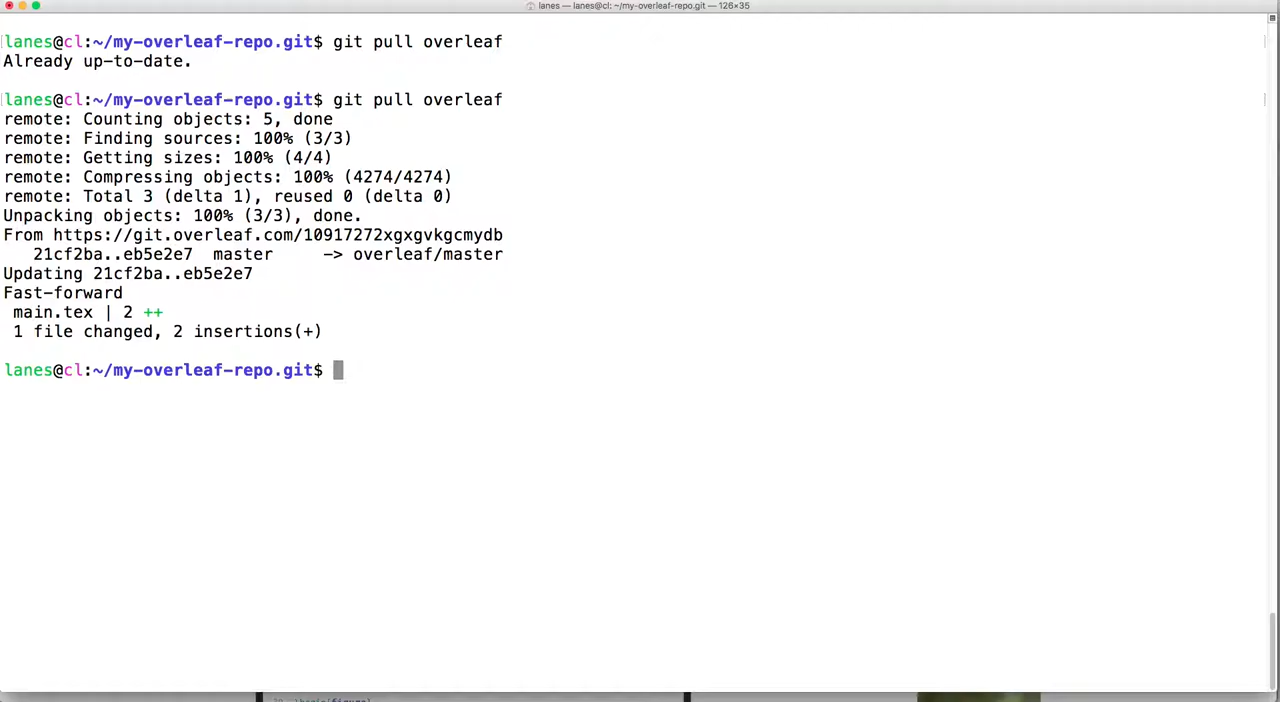 lanes — lanes@cl: ~/my-overleaf-repo.git — 126×35
lanes@cl:~/my-overleaf-repo.git$ git pull overleaf
Already up-to-date.
lanes@cl:~/my-overleaf-repo.git$ git pull overleaf
remote: Counting objects: 5, done
remote: Finding sources: 100% (3/3)
remote: Getting sizes: 100% (4/4)
remote: Compressing objects: 100% (4274/4274)
remote: Total 3 (delta 1), reused 0 (delta 0)
Unpacking objects: 100% (3/3), done.
From https://git.overleaf.com/10917272xgxgvkgcmydb
   21cf2ba..eb5e2e7  master     -> overleaf/master
Updating 21cf2ba..eb5e2e7
Fast-forward
 main.tex | 2 ++
 1 file changed, 2 insertions(+)
lanes@cl:~/my-overleaf-repo.git$